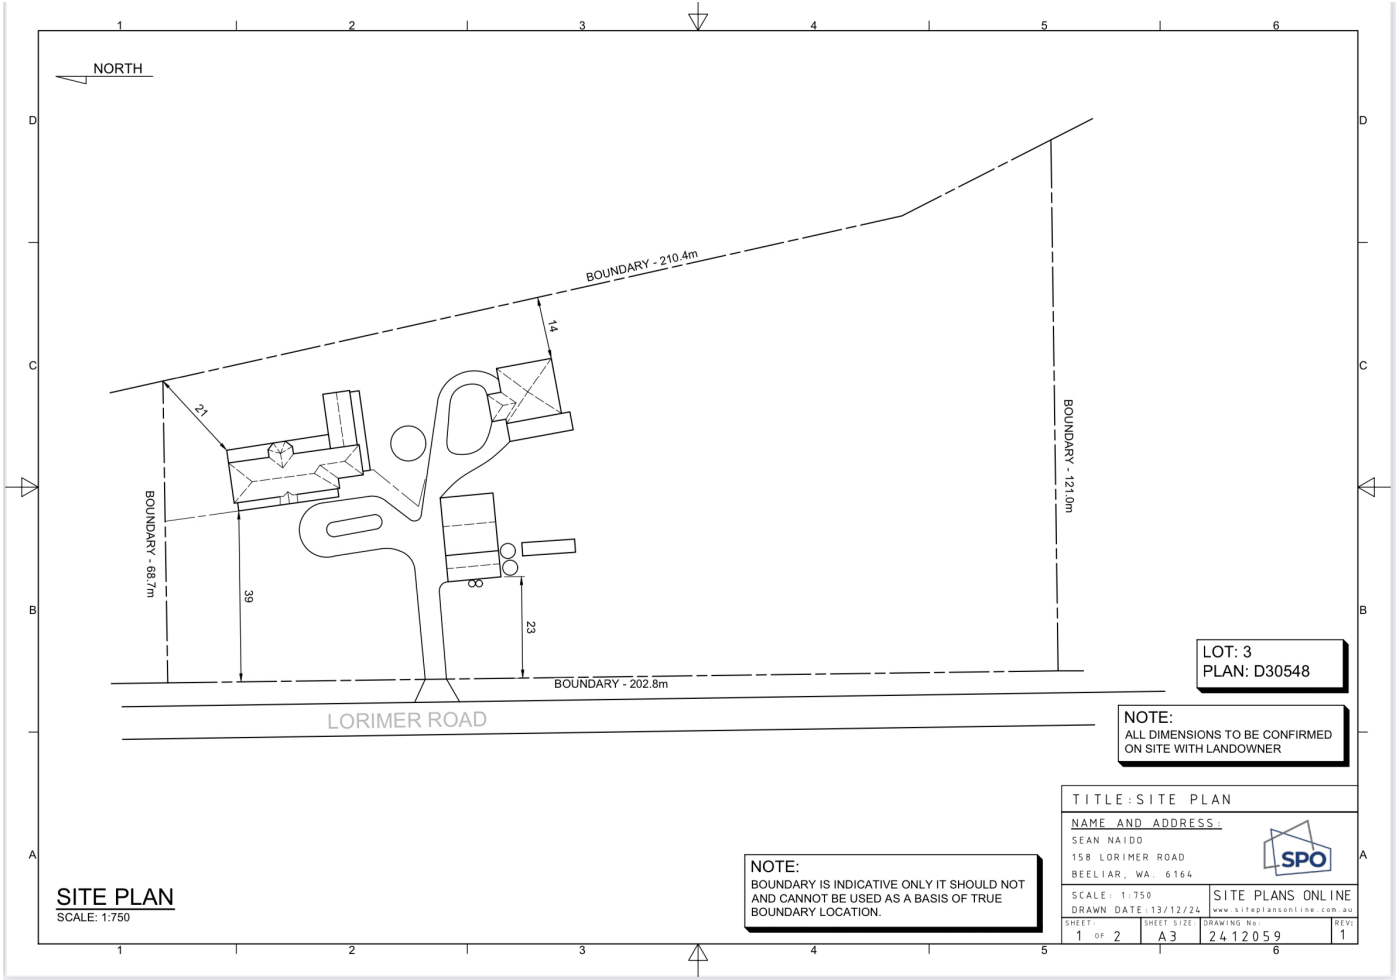 1 2 3 4 5 6
NORTH
D D
BOUNDARY - 210.4m
14
C C
21
BOUNDARY - 121.0m
BOUNDARY - 68.7m
39
B B
23
BOUNDARY - 202.8m
LORIMER ROAD
LOT: 3
PLAN: D30548
NOTE:
ALL DIMENSIONS TO BE CONFIRMED
ON SITE WITH LANDOWNER
A A
SITE PLAN
SCALE: 1:750
NOTE:
BOUNDARY IS INDICATIVE ONLY IT SHOULD NOT
AND CANNOT BE USED AS A BASIS OF TRUE
BOUNDARY LOCATION.
TITLE:SITE PLAN
NAME AND ADDRESS:
SEAN NAIDO
158 LORIMER ROAD
BEELIAR, WA. 6164
SPO
SCALE: 1:750
DRAWN DATE:13/12/24
SITE PLANS ONLINE
www.siteplansonline.com.au
SHEET: SHEET SIZE: DRAWING No: REV:
1 OF 2 A3 2412059 1
1 2 3 4 5 6